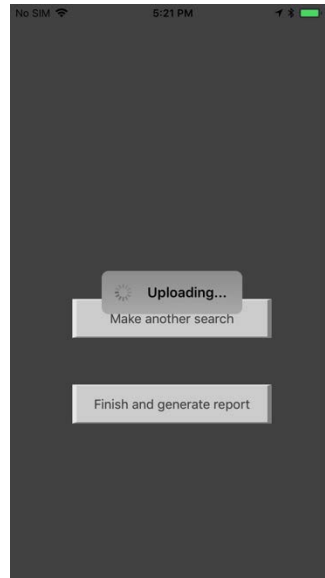 No SIM 5:21 PM
Uploading...
Make another search
Finish and generate report